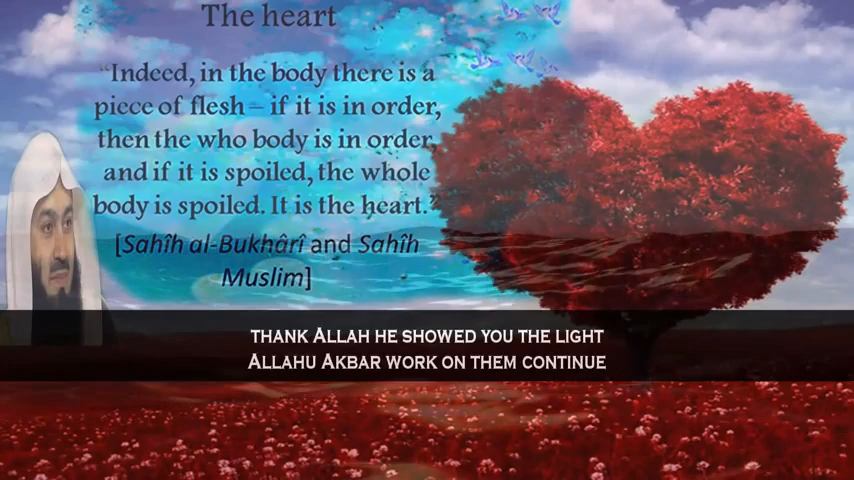 The heart
"Indeed, in the body there is a
piece of flesh – if it is in order,
then the who body is in order,
and if it is spoiled, the whole
body is spoiled. It is the heart."
[Sahîh al-Bukhârî and Sahîh
Muslim]
THANK ALLAH HE SHOWED YOU THE LIGHT
ALLAHU AKBAR WORK ON THEM CONTINUE